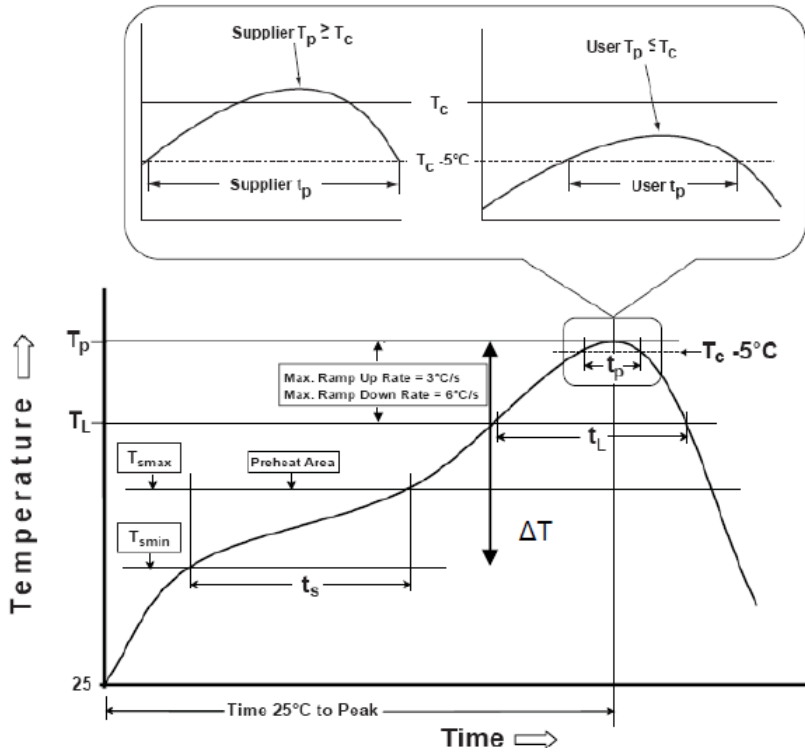 Supplier Tp ≥ Tc
User Tp ≤ Tc
Tc
Tc -5°C
Supplier tp
User tp
Tp
Tc -5°C
Max. Ramp Up Rate = 3°C/s
Max. Ramp Down Rate = 6°C/s
tp
TL
tL
Tsmax
Preheat Area
Tsmin
ΔT
ts
Temperature
25
Time 25°C to Peak
Time